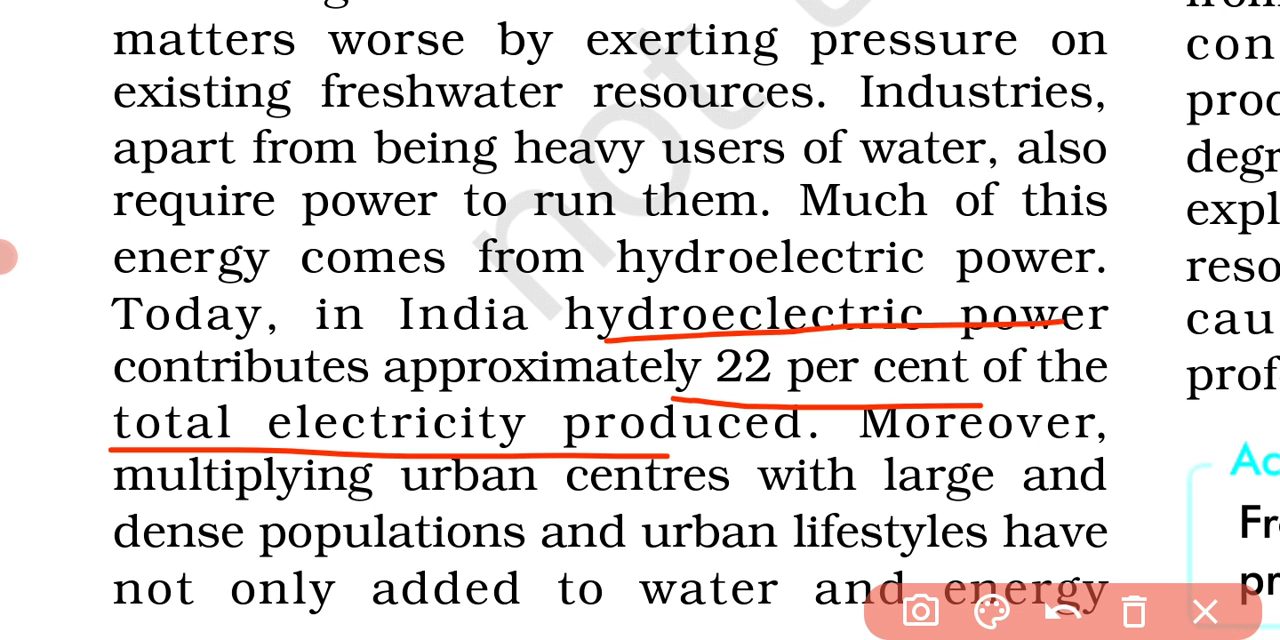 matters worse by exerting pressure on
existing freshwater resources. Industries,
apart from being heavy users of water, also
require power to run them. Much of this
energy comes from hydroelectric power.
Today, in India hydroeclectric power
contributes approximately 22 per cent of the
total electricity produced. Moreover,
multiplying urban centres with large and
dense populations and urban lifestyles have
not only added to water and energy
not